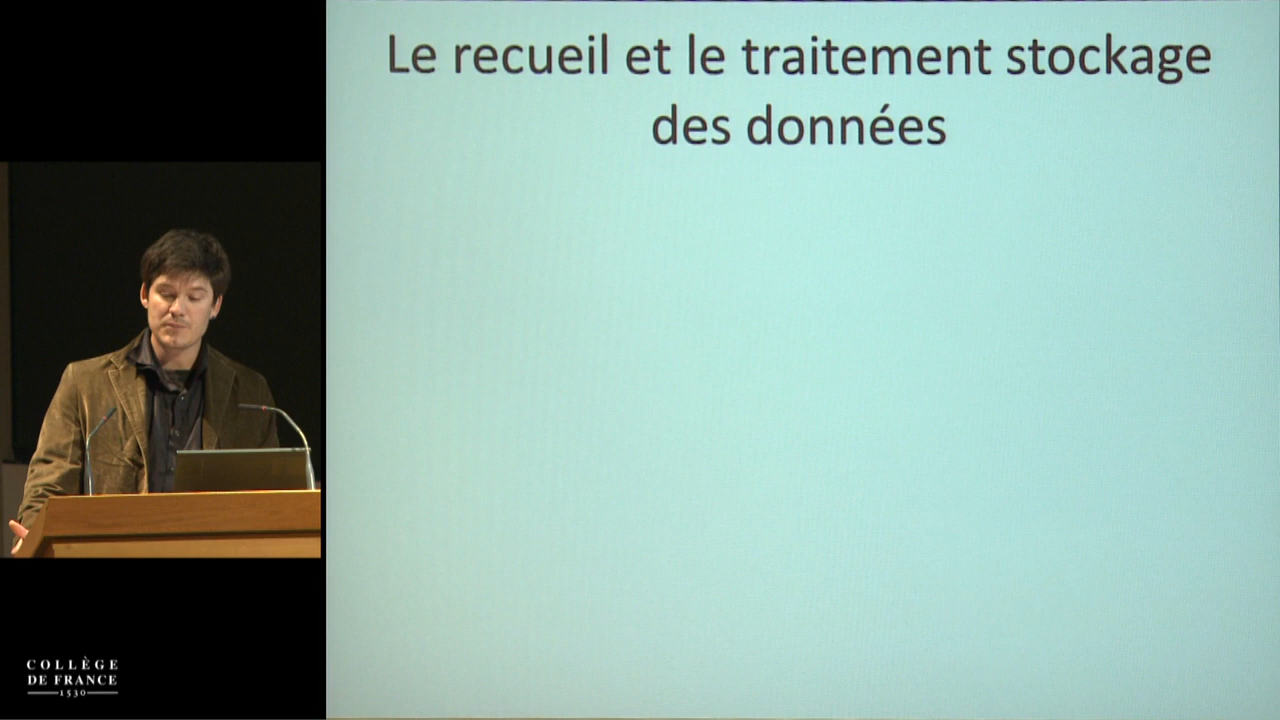 Le recueil et le traitement stockage
des données
COLLÈGE
DE FRANCE
1530